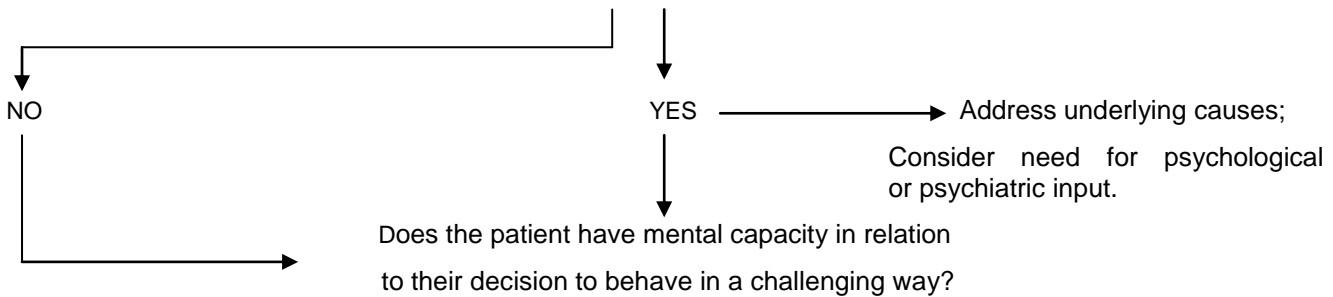 NO
YES
Address underlying causes;
Consider need for psychological
or psychiatric input.
Does the patient have mental capacity in relation
to their decision to behave in a challenging way?